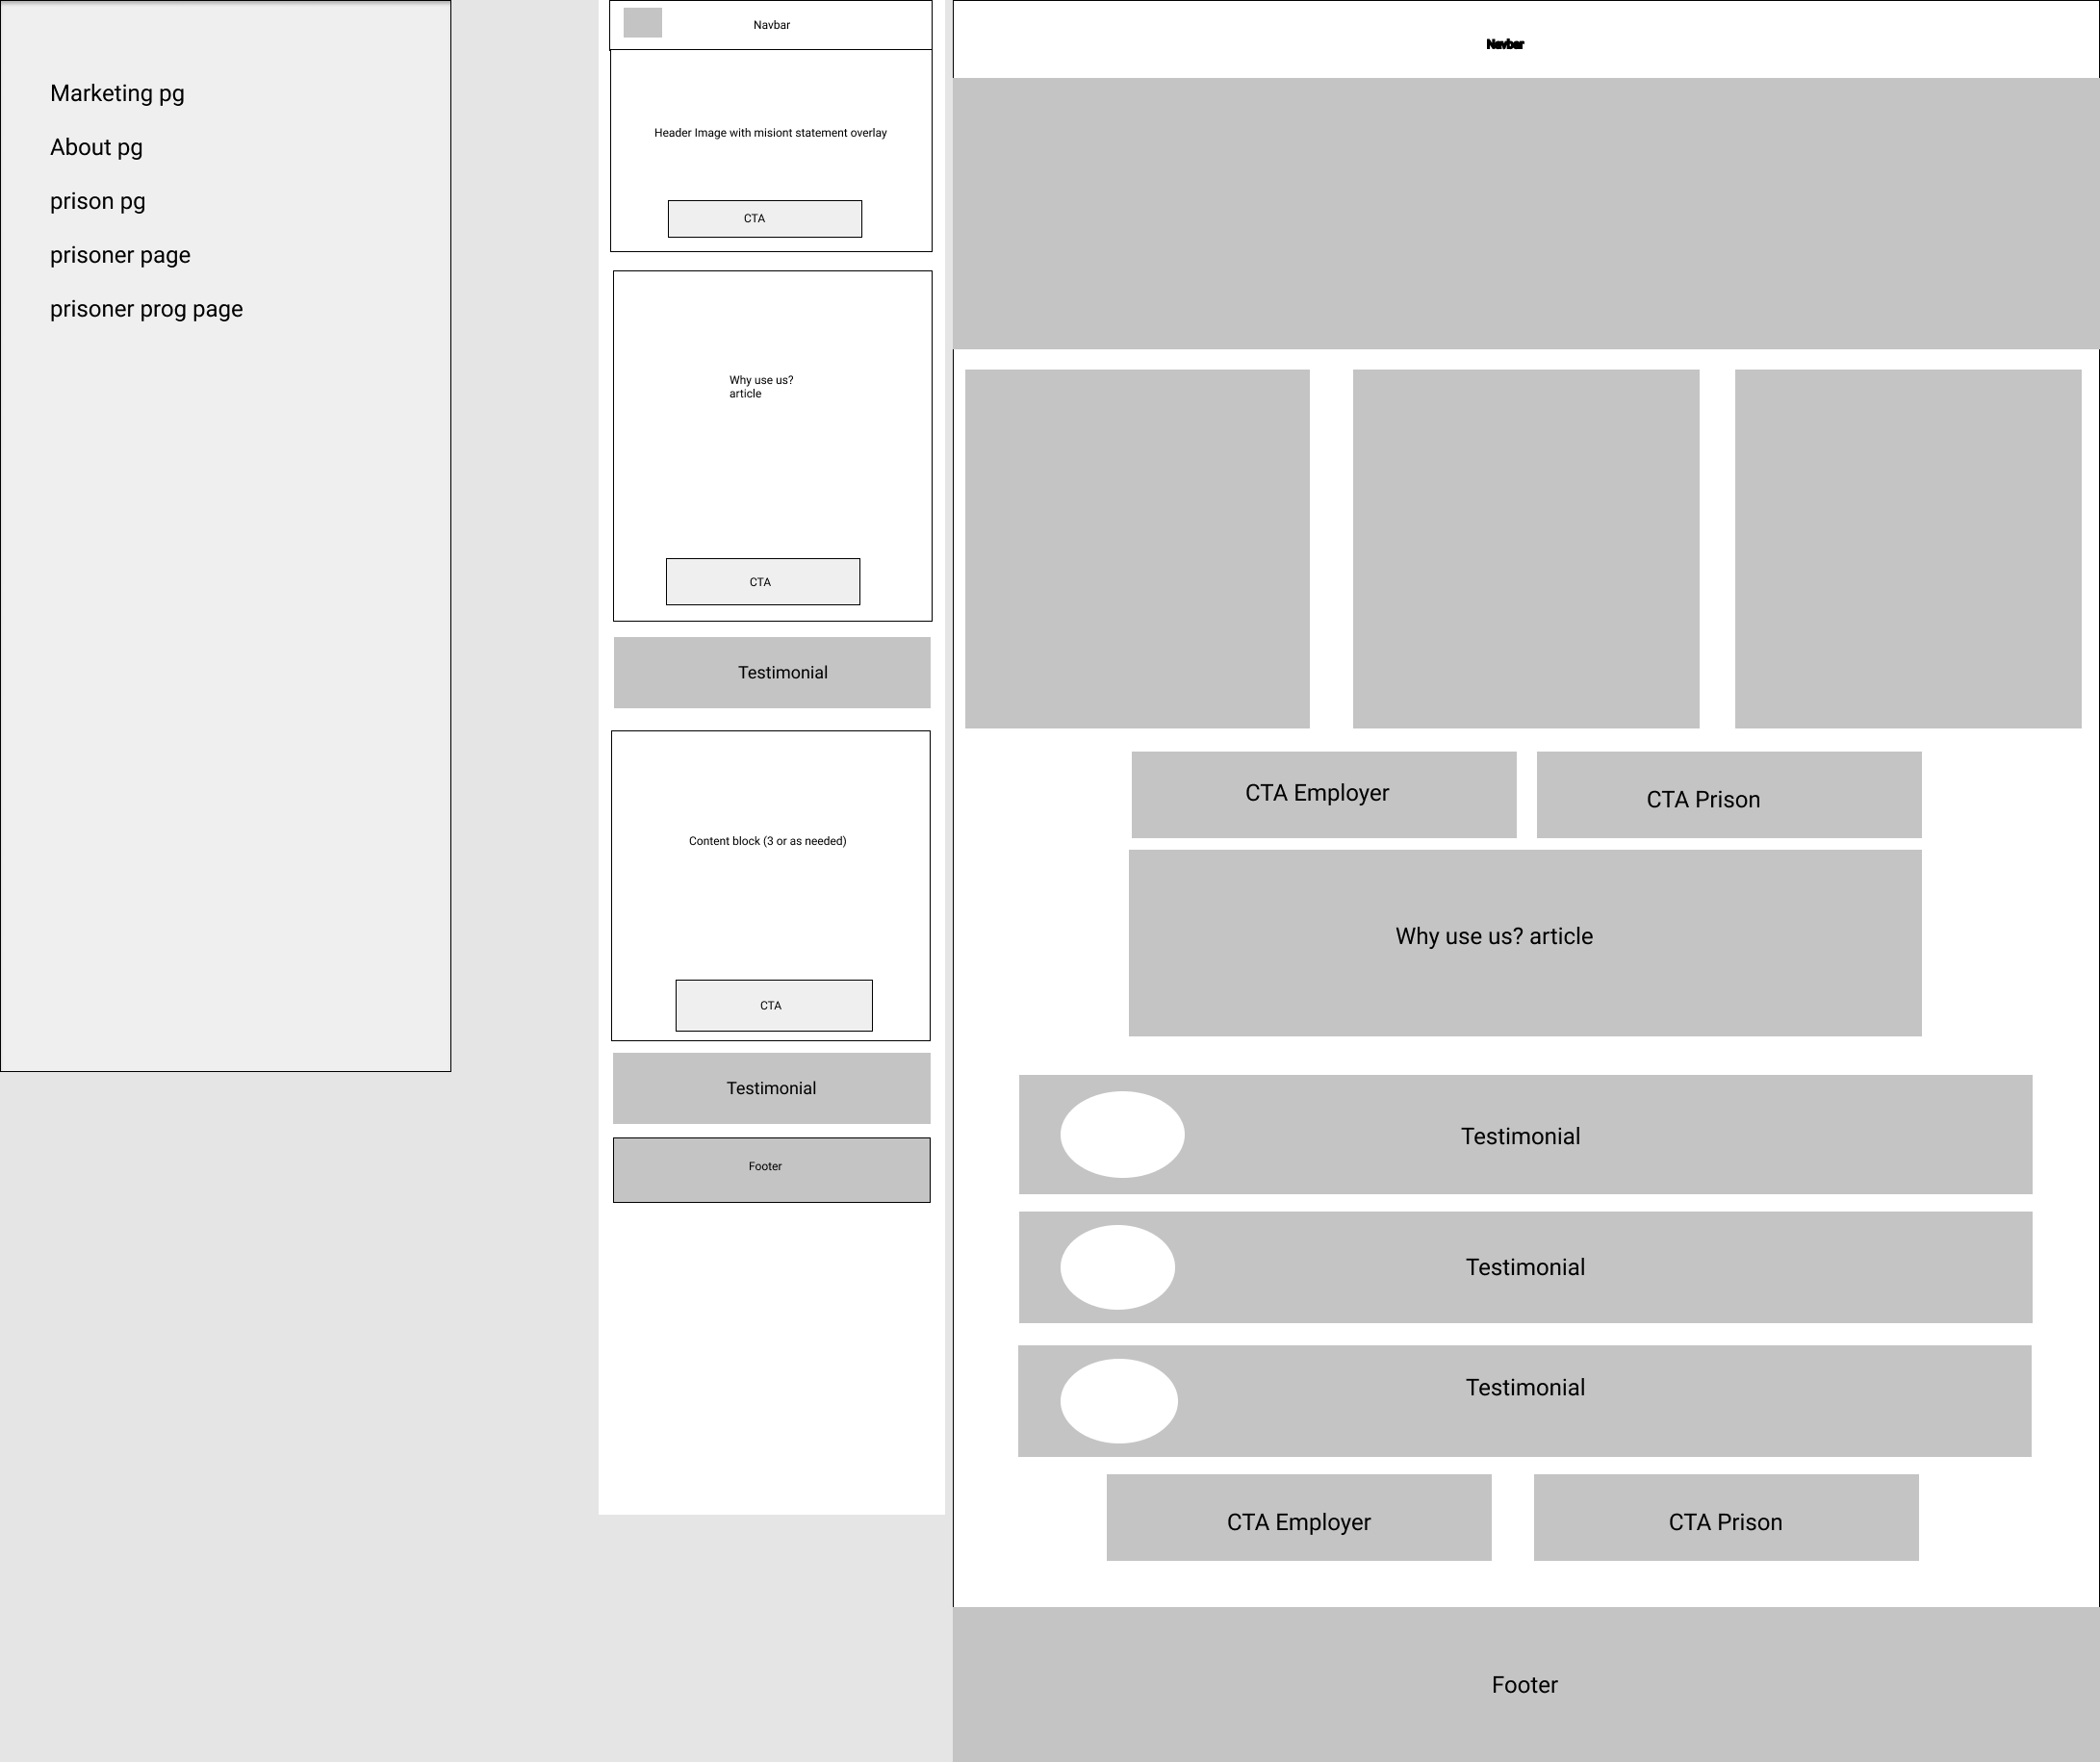 Marketing pg
About pg
prison pg
prisoner page
prisoner prog page
Navbar
Header Image with misiont statement overlay
CTA
Why use us?
article
CTA
Testimonial
Content block (3 or as needed)
CTA
Testimonial
Footer
Navbar
CTA Employer
CTA Prison
Why use us? article
Testimonial
Testimonial
Testimonial
CTA Employer
CTA Prison
Footer